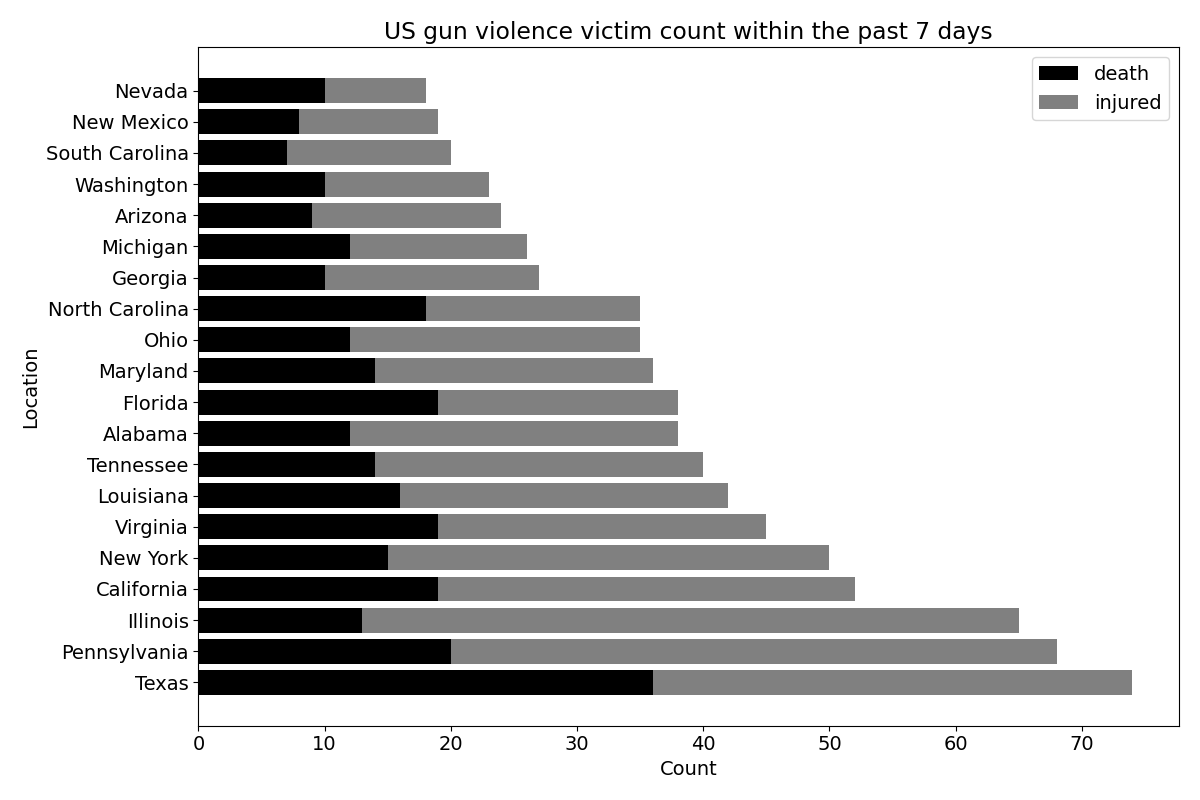 US gun violence victim count within the past 7 days
death
injured
Nevada
New Mexico
South Carolina
Washington
Arizona
Michigan
Georgia
North Carolina
Ohio
Maryland
Florida
Alabama
Tennessee
Louisiana
Virginia
New York
California
Illinois
Pennsylvania
Texas
Location
0 10 20 30 40 50 60 70
Count